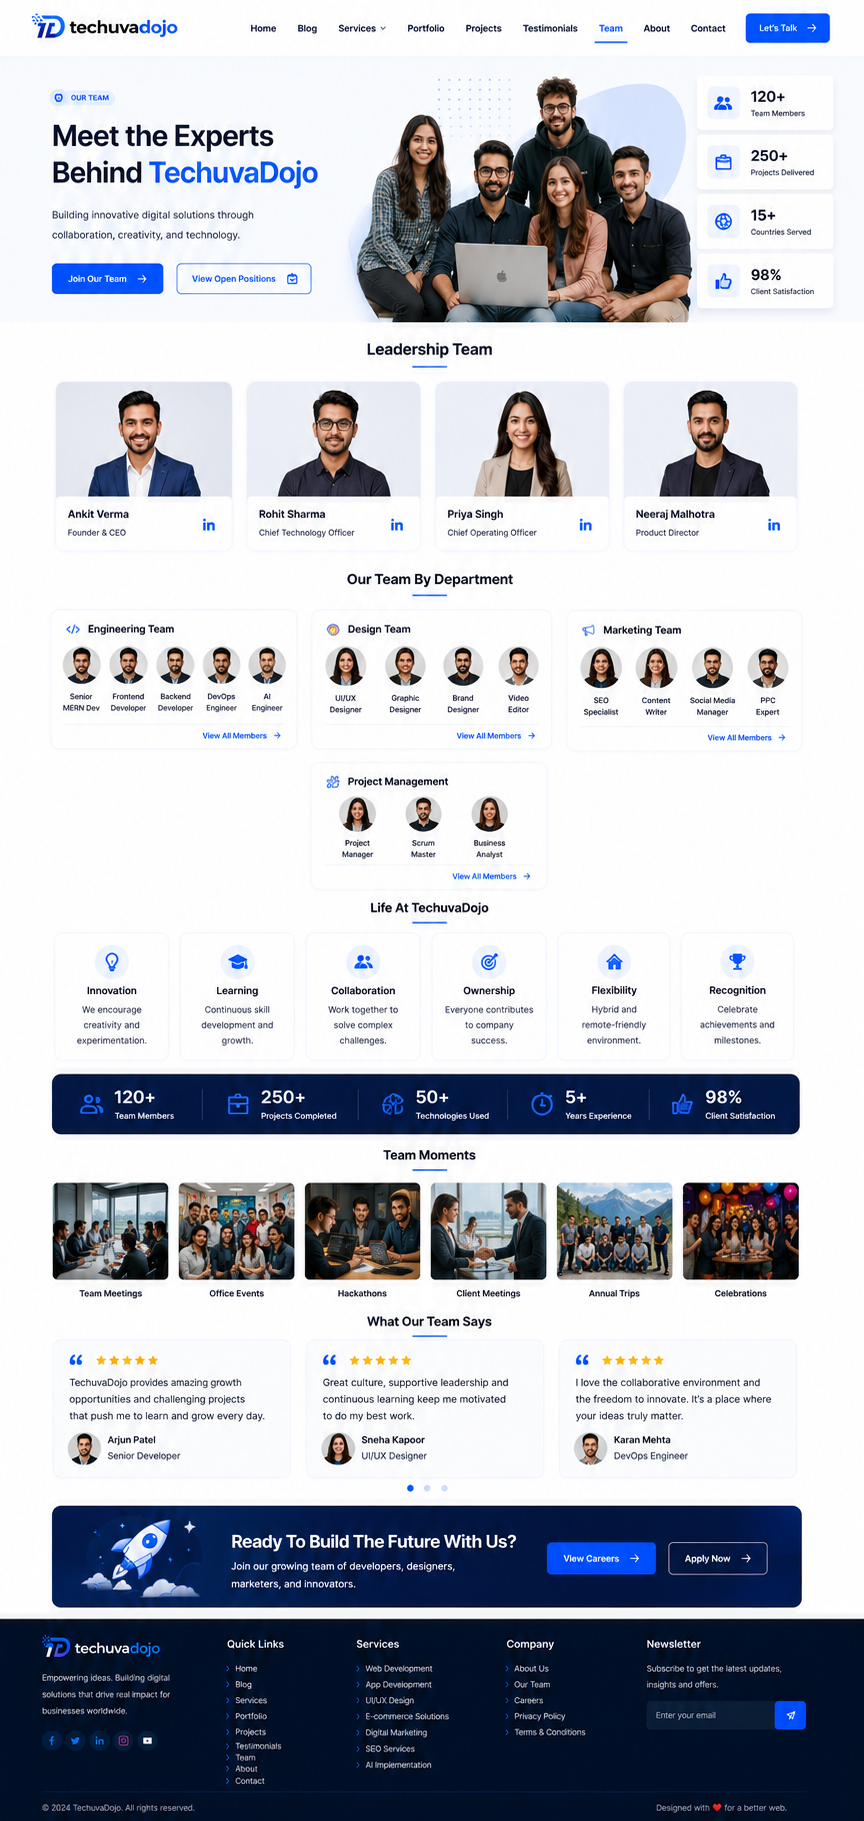 techuvadojo
Home Blog Services Portfolio Projects Testimonials Team About Contact Let's Talk
OUR TEAM
Meet the Experts
Behind TechuvaDojo
Building innovative digital solutions through
collaboration, creativity, and technology.
Join Our Team
View Open Positions
120+
Team Members
250+
Projects Delivered
15+
Countries Served
98%
Client Satisfaction
Leadership Team
Ankit Verma
Founder & CEO
in
Rohit Sharma
Chief Technology Officer
in
Priya Singh
Chief Operating Officer
in
Neeraj Malhotra
Product Director
in
Our Team By Department
Engineering Team
Senior
MERN Dev
Frontend
Developer
Backend
Developer
DevOps
Engineer
AI
Engineer
View All Members
Design Team
UI/UX
Designer
Graphic
Designer
Brand
Designer
Video
Editor
View All Members
Marketing Team
SEO
Specialist
Content
Writer
Social Media
Manager
PPC
Expert
View All Members
Project Management
Project
Manager
Scrum
Master
Business
Analyst
View All Members
Life At TechuvaDojo
Innovation
We encourage
creativity and
experimentation.
Learning
Continuous skill
development and
growth.
Collaboration
Work together to
solve complex
challenges.
Ownership
Everyone contributes
to company
success.
Flexibility
Hybrid and
remote-friendly
environment.
Recognition
Celebrate
achievements and
milestones.
120+
Team Members
250+
Projects Completed
50+
Technologies Used
5+
Years Experience
98%
Client Satisfaction
Team Moments
Team Meetings
Office Events
Hackathons
Client Meetings
Annual Trips
Celebrations
What Our Team Says
TechuvaDojo provides amazing growth
opportunities and challenging projects
that push me to learn and grow every day.
Arjun Patel
Senior Developer
Great culture, supportive leadership and
continuous learning keep me motivated
to do my best work.
Sneha Kapoor
UI/UX Designer
I love the collaborative environment and
the freedom to innovate. It's a place where
your ideas truly matter.
Karan Mehta
DevOps Engineer
Ready To Build The Future With Us?
Join our growing team of developers, designers,
marketers, and innovators.
View Careers
Apply Now
techuvadojo
Empowering ideas. Building digital
solutions that drive real impact for
businesses worldwide.
Quick Links
Home
Blog
Services
Portfolio
Projects
Testimonials
Team
About
Contact
Services
Web Development
App Development
UI/UX Design
E-commerce Solutions
Digital Marketing
SEO Services
AI Implementation
Company
About Us
Our Team
Careers
Privacy Policy
Terms & Conditions
Newsletter
Subscribe to get the latest updates,
insights and offers.
Enter your email
© 2024 TechuvaDojo. All rights reserved.
Designed with ❤️ for a better web.